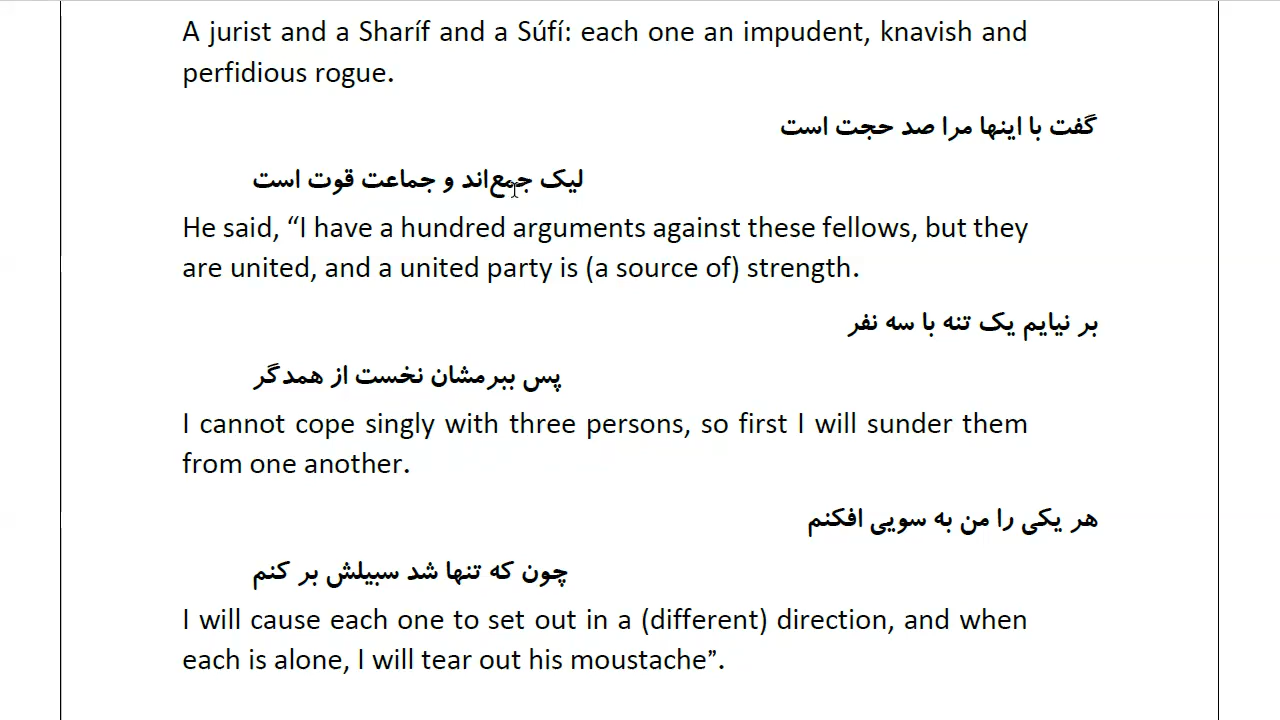 A jurist and a Sharíf and a Súfí: each one an impudent, knavish and
perfidious rogue.
گفت با اینها مرا صد حجت است
لیک جمع‌اند و جماعت قوت است
He said, “I have a hundred arguments against these fellows, but they
are united, and a united party is (a source of) strength.
بر نیایم یک تنه با سه نفر
پس ببرمشان نخست از همدگر
I cannot cope singly with three persons, so first I will sunder them
from one another.
هر یکی را من به سویی افکنم
چون که تنها شد سبیلش بر کنم
I will cause each one to set out in a (different) direction, and when
each is alone, I will tear out his moustache”.